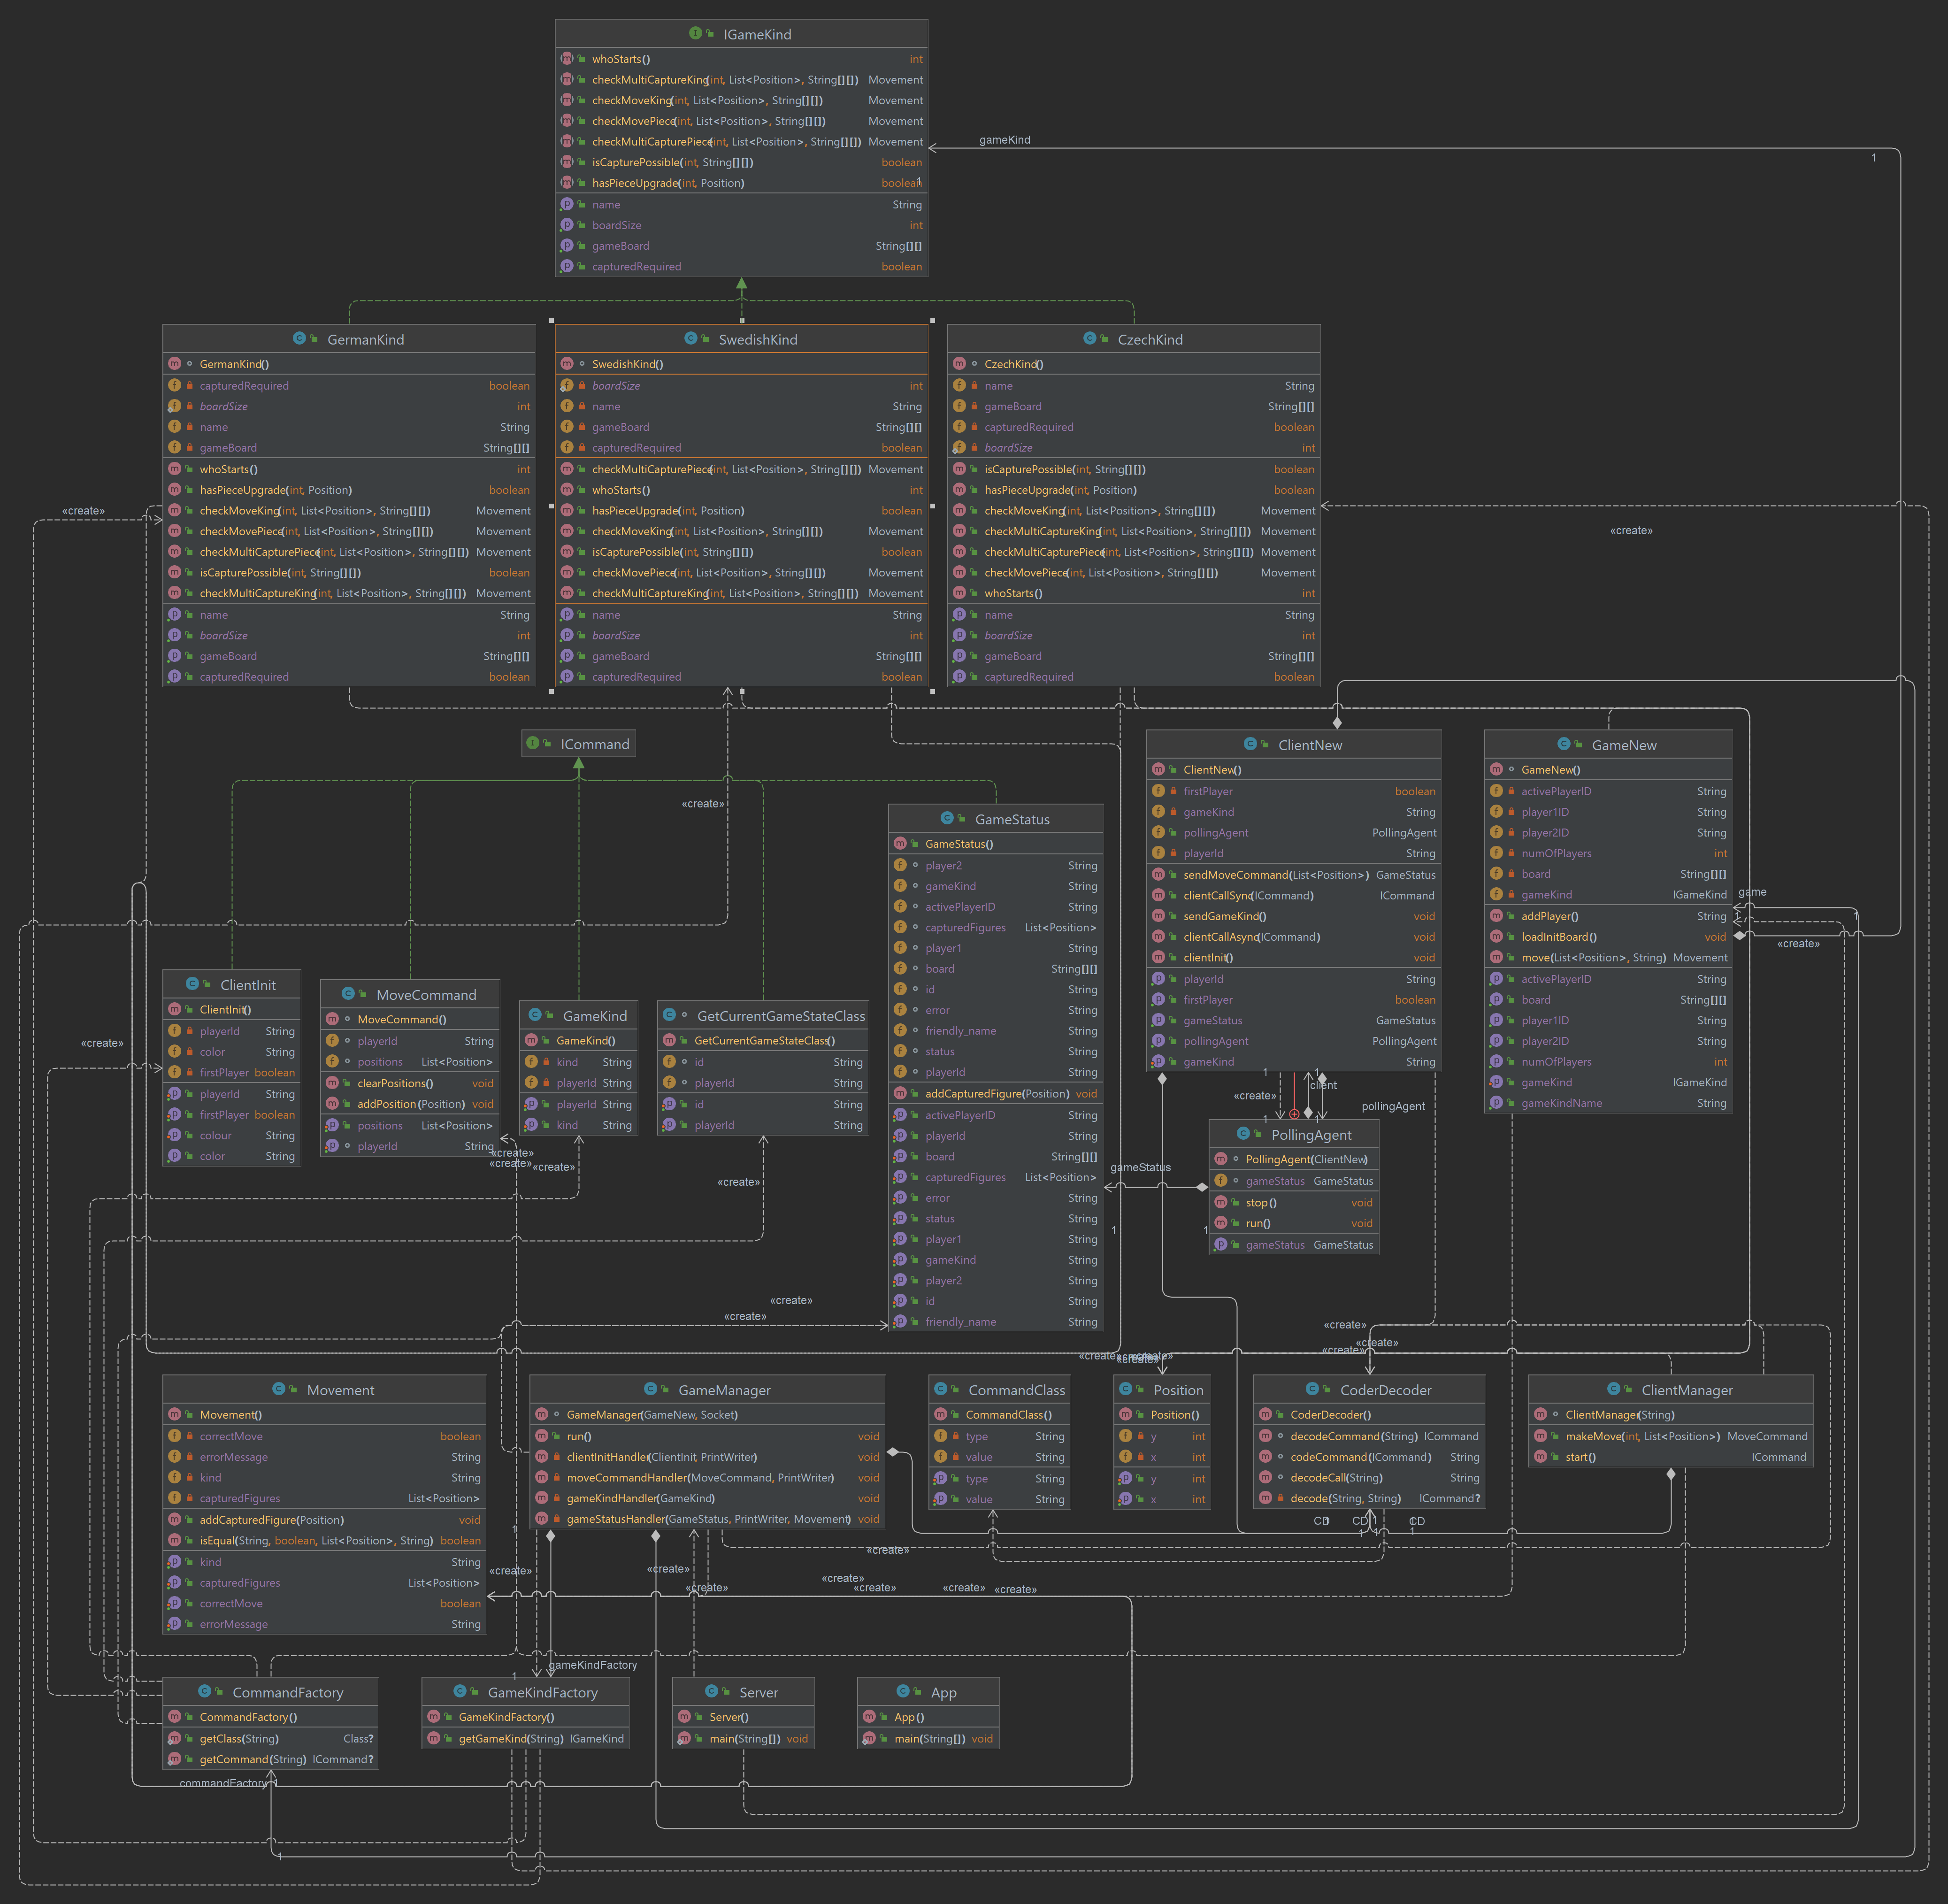 IGameKind
whoStarts() int
checkMultiCaptureKing(int, List<Position>, String[][]) Movement
checkMoveKing(int, List<Position>, String[][]) Movement
checkMovePiece(int, List<Position>, String[][]) Movement
checkMultiCapturePiece(int, List<Position>, String[][]) Movement
isCapturePossible(int, String[][]) boolean
hasPieceUpgrade(int, Position) boolean
1
name String
boardSize int
gameBoard String[][]
capturedRequired boolean
gameKind
1
GermanKind
GermanKind()
capturedRequired boolean
boardSize int
name String
gameBoard String[][]
whoStarts() int
hasPieceUpgrade(int, Position) boolean
checkMoveKing(int, List<Position>, String[][]) Movement
checkMovePiece(int, List<Position>, String[][]) Movement
checkMultiCapturePiece(int, List<Position>, String[][]) Movement
isCapturePossible(int, String[][]) boolean
checkMultiCaptureKing(int, List<Position>, String[][]) Movement
name String
boardSize int
gameBoard String[][]
capturedRequired boolean
SwedishKind
SwedishKind()
boardSize int
name String
gameBoard String[][]
capturedRequired boolean
checkMultiCapturePiece(int, List<Position>, String[][]) Movement
whoStarts() int
hasPieceUpgrade(int, Position) boolean
checkMoveKing(int, List<Position>, String[][]) Movement
isCapturePossible(int, String[][]) boolean
checkMovePiece(int, List<Position>, String[][]) Movement
checkMultiCaptureKing(int, List<Position>, String[][]) Movement
name String
boardSize int
gameBoard String[][]
capturedRequired boolean
CzechKind
CzechKind()
name String
gameBoard String[][]
capturedRequired boolean
boardSize int
isCapturePossible(int, String[][]) boolean
hasPieceUpgrade(int, Position) boolean
checkMoveKing(int, List<Position>, String[][]) Movement
checkMultiCaptureKing(int, List<Position>, String[][]) Movement
checkMultiCapturePiece(int, List<Position>, String[][]) Movement
checkMovePiece(int, List<Position>, String[][]) Movement
whoStarts() int
name String
boardSize int
gameBoard String[][]
capturedRequired boolean
«create»
«create»
ICommand
«create»
ClientNew
ClientNew()
firstPlayer boolean
gameKind String
pollingAgent PollingAgent
playerId String
sendMoveCommand(List<Position>) GameStatus
clientCallSync(ICommand) ICommand
sendGameKind() void
clientCallAsync(ICommand) void
clientInit() void
playerId String
firstPlayer boolean
gameStatus GameStatus
pollingAgent PollingAgent
gameKind String
GameNew
GameNew()
activePlayerID String
player1ID String
player2ID String
numOfPlayers int
board String[][]
gameKind IGameKind
addPlayer() String
loadInitBoard() void
move(List<Position>, String) Movement
activePlayerID String
board String[][]
player1ID String
player2ID String
numOfPlayers int
gameKind IGameKind
gameKindName String
game
1
1
«create»
GameStatus
GameStatus()
player2 String
gameKind String
activePlayerID String
capturedFigures List<Position>
player1 String
board String[][]
id String
error String
friendly_name String
status String
playerId String
addCapturedFigure(Position) void
activePlayerID String
playerId String
board String[][]
capturedFigures List<Position>
error String
status String
player1 String
gameKind String
player2 String
id String
friendly_name String
ClientInit
ClientInit()
playerId String
color String
firstPlayer boolean
playerId String
firstPlayer boolean
colour String
color String
«create»
MoveCommand
MoveCommand()
playerId String
positions List<Position>
clearPositions() void
addPosition(Position) void
positions List<Position>
playerId String
GameKind
GameKind()
kind String
playerId String
playerId String
kind String
GetCurrentGameStateClass
GetCurrentGameStateClass()
id String
playerId String
id String
playerId String
«create»
«create»
«create»
«create»
1
1
client
«create»
1
1
pollingAgent
PollingAgent
PollingAgent(ClientNew)
gameStatus GameStatus
stop() void
run() void
gameStatus GameStatus
gameStatus
1
1
«create»
«create»
«create»
«create»
«create»
«create»
«create»
Movement
Movement()
correctMove boolean
errorMessage String
kind String
capturedFigures List<Position>
addCapturedFigure(Position) void
isEqual(String, boolean, List<Position>, String) boolean
kind String
capturedFigures List<Position>
correctMove boolean
errorMessage String
GameManager
GameManager(GameNew, Socket)
run() void
clientInitHandler(ClientInit, PrintWriter) void
moveCommandHandler(MoveCommand, PrintWriter) void
gameKindHandler(GameKind) void
gameStatusHandler(GameStatus, PrintWriter, Movement) void
CommandClass
CommandClass()
type String
value String
type String
value String
Position
Position()
y int
x int
y int
x int
CoderDecoder
CoderDecoder()
decodeCommand(String) ICommand
codeCommand(ICommand) String
decodeCall(String) String
decode(String, String) ICommand?
ClientManager
ClientManager(String)
makeMove(int, List<Position>) MoveCommand
start() ICommand
CD
CD
CD
1
1
1
1
«create»
«create»
«create»
«create»
«create»
«create»
«create»
«create»
gameKindFactory
1
CommandFactory
CommandFactory()
getClass(String) Class?
getCommand(String) ICommand?
commandFactory
1
GameKindFactory
GameKindFactory()
getGameKind(String) IGameKind
Server
Server()
main(String[]) void
App
App()
main(String[]) void
1